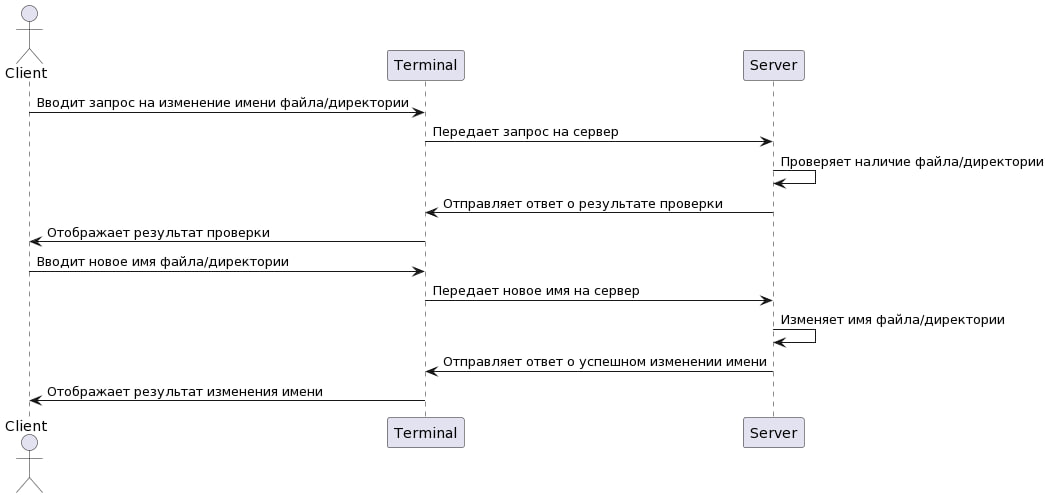 Client
Terminal
Server
Вводит запрос на изменение имени файла/директории
Передает запрос на сервер
Проверяет наличие файла/директории
Отправляет ответ о результате проверки
Отображает результат проверки
Вводит новое имя файла/директории
Передает новое имя на сервер
Изменяет имя файла/директории
Отправляет ответ о успешном изменении имени
Отображает результат изменения имени
Client
Terminal
Server